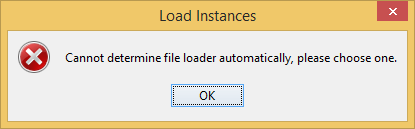 Load Instances
Cannot determine file loader automatically, please choose one.
OK